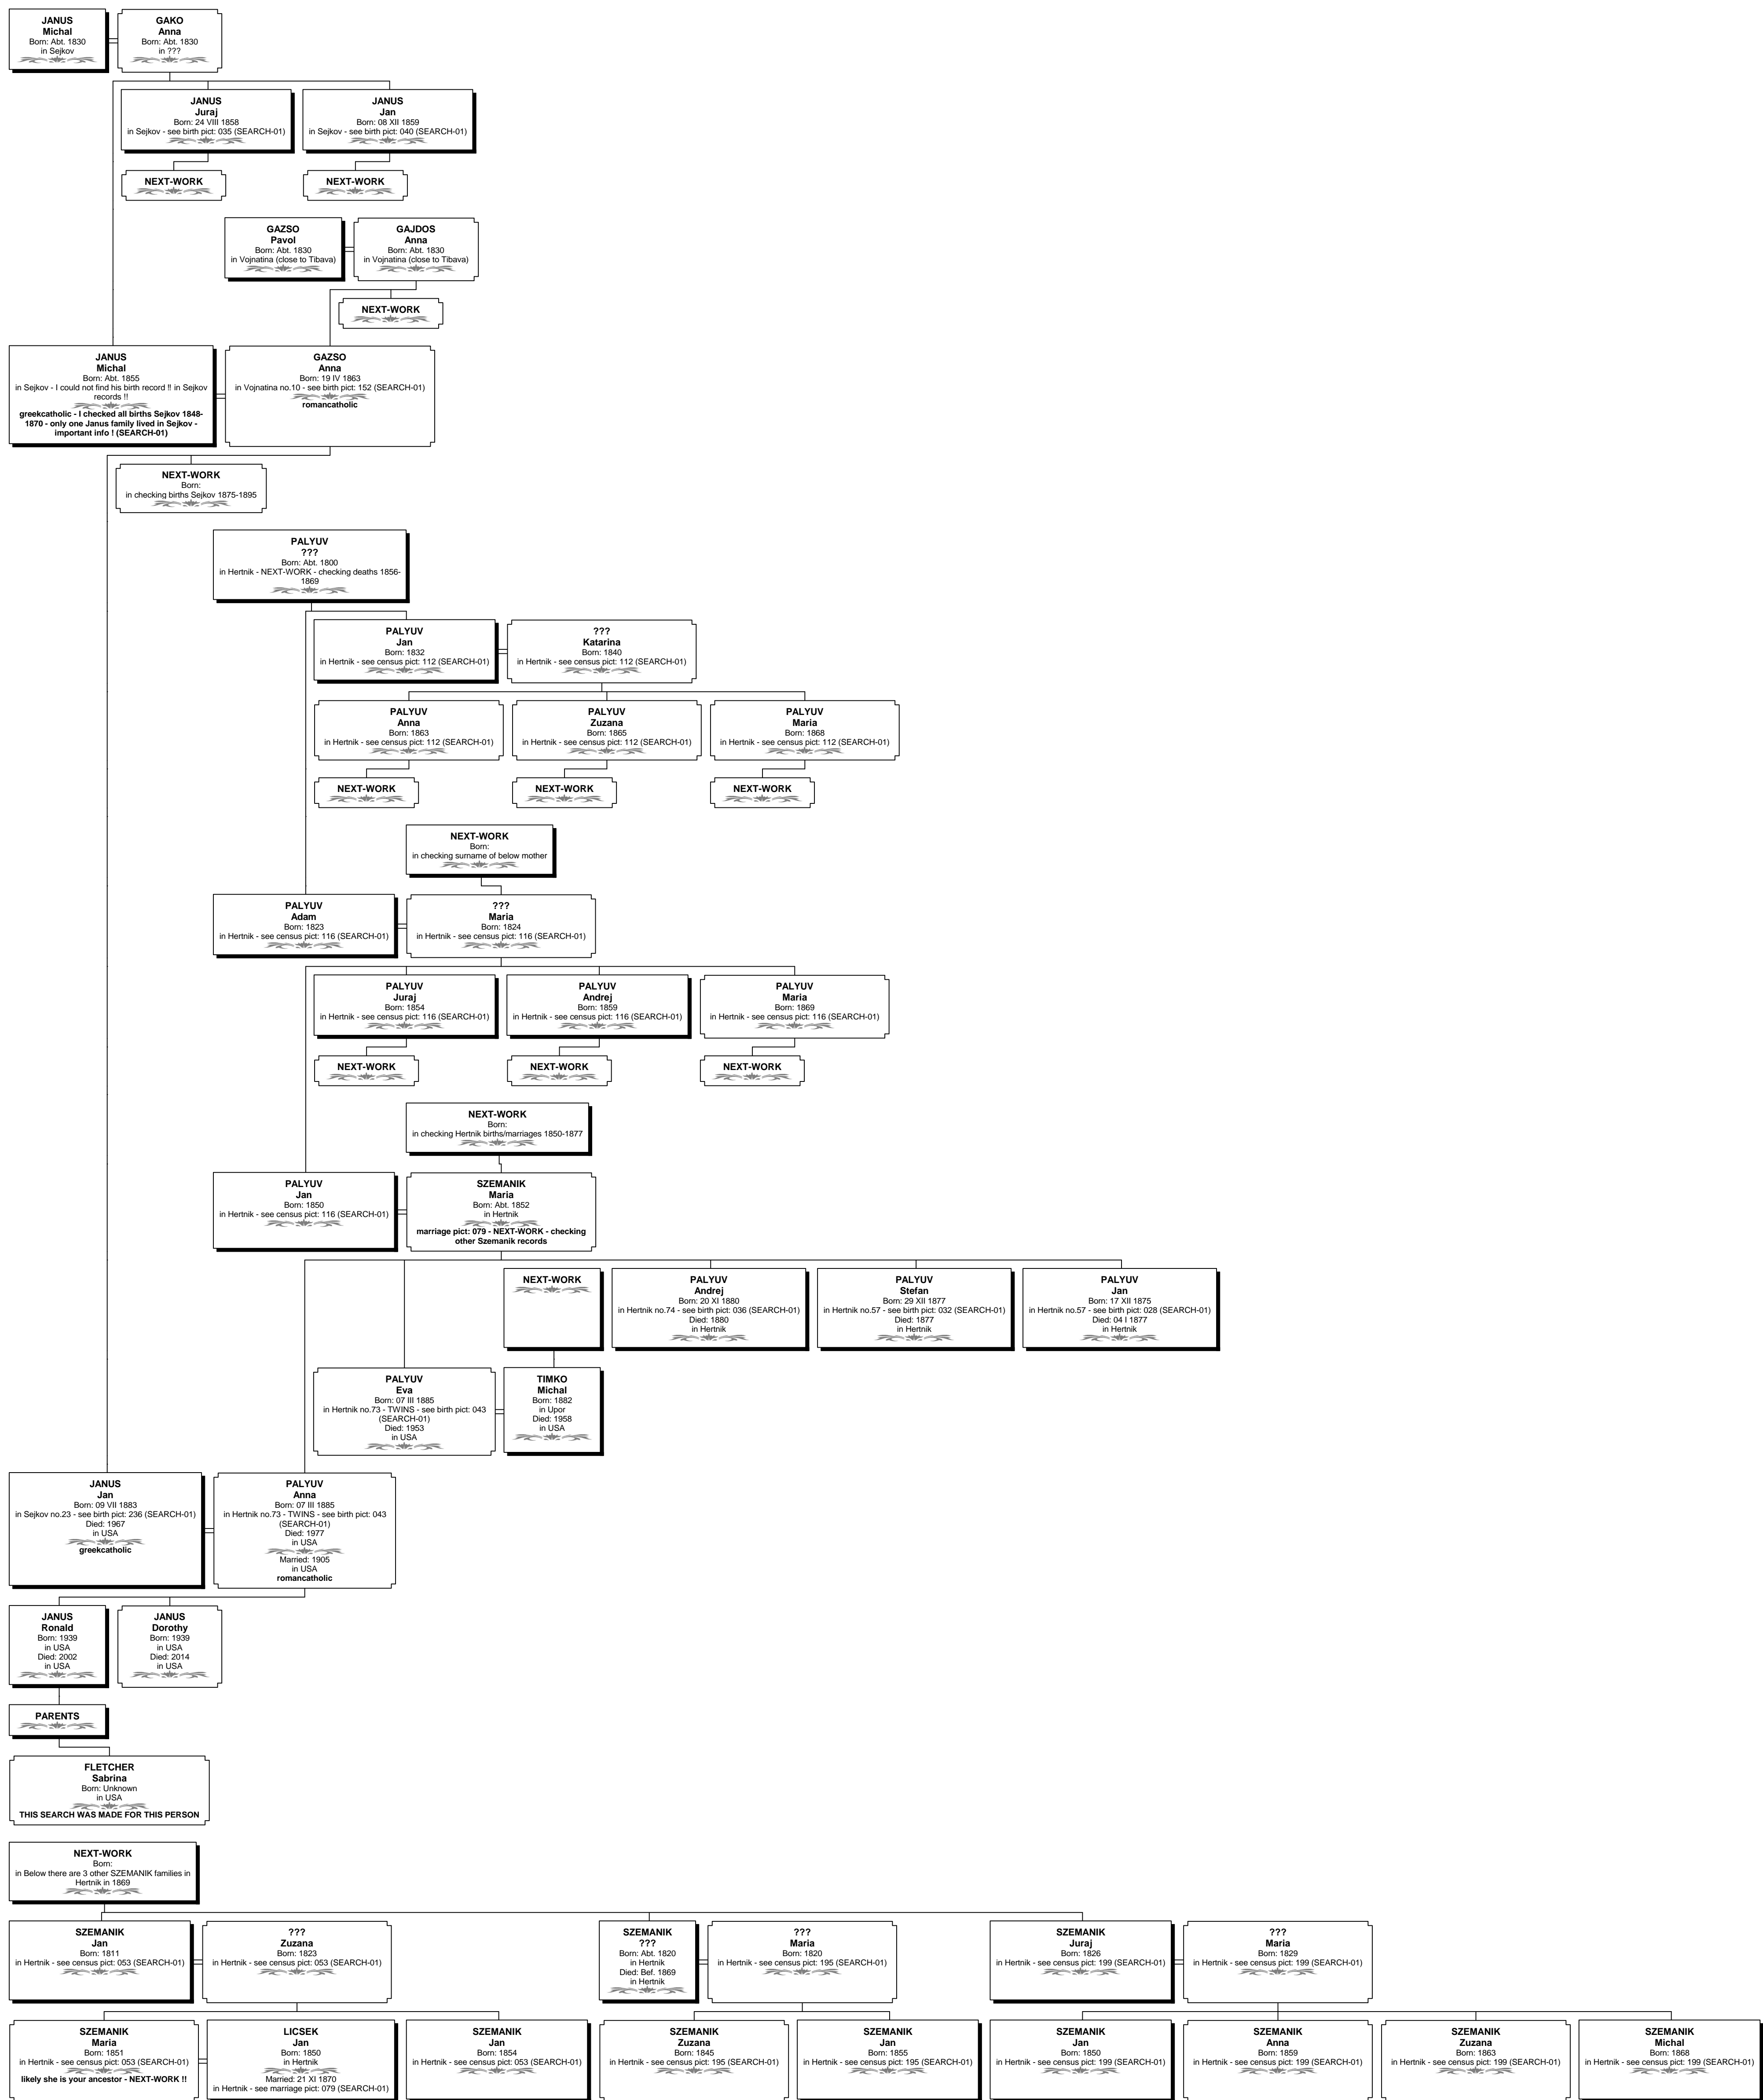 JANUS
Michal
Born: Abt. 1830
in Sejkov
GAKO
Anna
Born: Abt. 1830
in ???
JANUS
Juraj
Born: 24 VIII 1858
in Sejkov - see birth pict: 035 (SEARCH-01)
JANUS
Jan
Born: 08 XII 1859
in Sejkov - see birth pict: 040 (SEARCH-01)
NEXT-WORK
NEXT-WORK
GAZSO
Pavol
Born: Abt. 1830
in Vojnatina (close to Tibava)
GAJDOS
Anna
Born: Abt. 1830
in Vojnatina (close to Tibava)
NEXT-WORK
JANUS
Michal
Born: Abt. 1855
in Sejkov - I could not find his birth record !! in Sejkov
records !!
greekcatholic - I checked all births Sejkov 1848-
1870 - only one Janus family lived in Sejkov -
important info ! (SEARCH-01)
GAZSO
Anna
Born: 19 IV 1863
in Vojnatina no.10 - see birth pict: 152 (SEARCH-01)
romancatholic
NEXT-WORK
Born:
in checking births Sejkov 1875-1895
PALYUV
???
Born: Abt. 1800
in Hertnik - NEXT-WORK - checking deaths 1856-
1869
PALYUV
Jan
Born: 1832
in Hertnik - see census pict: 112 (SEARCH-01)
???
Katarina
Born: 1840
in Hertnik - see census pict: 112 (SEARCH-01)
PALYUV
Anna
Born: 1863
in Hertnik - see census pict: 112 (SEARCH-01)
PALYUV
Zuzana
Born: 1865
in Hertnik - see census pict: 112 (SEARCH-01)
PALYUV
Maria
Born: 1868
in Hertnik - see census pict: 112 (SEARCH-01)
NEXT-WORK
NEXT-WORK
NEXT-WORK
NEXT-WORK
Born:
in checking surname of below mother
PALYUV
Adam
Born: 1823
in Hertnik - see census pict: 116 (SEARCH-01)
???
Maria
Born: 1824
in Hertnik - see census pict: 116 (SEARCH-01)
PALYUV
Juraj
Born: 1854
in Hertnik - see census pict: 116 (SEARCH-01)
PALYUV
Andrej
Born: 1859
in Hertnik - see census pict: 116 (SEARCH-01)
PALYUV
Maria
Born: 1869
in Hertnik - see census pict: 116 (SEARCH-01)
NEXT-WORK
NEXT-WORK
NEXT-WORK
NEXT-WORK
Born:
in checking Hertnik births/marriages 1850-1877
PALYUV
Jan
Born: 1850
in Hertnik - see census pict: 116 (SEARCH-01)
SZEMANIK
Maria
Born: Abt. 1852
in Hertnik
marriage pict: 079 - NEXT-WORK - checking
other Szemanik records
NEXT-WORK
PALYUV
Andrej
Born: 20 XI 1880
in Hertnik no.74 - see birth pict: 036 (SEARCH-01)
Died: 1880
in Hertnik
PALYUV
Stefan
Born: 29 XII 1877
in Hertnik no.57 - see birth pict: 032 (SEARCH-01)
Died: 1877
in Hertnik
PALYUV
Jan
Born: 17 XII 1875
in Hertnik no.57 - see birth pict: 028 (SEARCH-01)
Died: 04 I 1877
in Hertnik
PALYUV
Eva
Born: 07 III 1885
in Hertnik no.73 - TWINS - see birth pict: 043
(SEARCH-01)
Died: 1953
in USA
TIMKO
Michal
Born: 1882
in Upor
Died: 1958
in USA
JANUS
Jan
Born: 09 VII 1883
in Sejkov no.23 - see birth pict: 236 (SEARCH-01)
Died: 1967
in USA
greekcatholic
PALYUV
Anna
Born: 07 III 1885
in Hertnik no.73 - TWINS - see birth pict: 043
(SEARCH-01)
Died: 1977
in USA
Married: 1905
in USA
romancatholic
JANUS
Ronald
Born: 1939
in USA
Died: 2002
in USA
JANUS
Dorothy
Born: 1939
in USA
Died: 2014
in USA
PARENTS
FLETCHER
Sabrina
Born: Unknown
in USA
THIS SEARCH WAS MADE FOR THIS PERSON
NEXT-WORK
Born:
in Below there are 3 other SZEMANIK families in
Hertnik in 1869
SZEMANIK
Jan
Born: 1811
in Hertnik - see census pict: 053 (SEARCH-01)
???
Zuzana
Born: 1823
in Hertnik - see census pict: 053 (SEARCH-01)
SZEMANIK
???
Born: Abt. 1820
in Hertnik
Died: Bef. 1869
in Hertnik
???
Maria
Born: 1820
in Hertnik - see census pict: 195 (SEARCH-01)
SZEMANIK
Juraj
Born: 1826
in Hertnik - see census pict: 199 (SEARCH-01)
???
Maria
Born: 1829
in Hertnik - see census pict: 199 (SEARCH-01)
SZEMANIK
Maria
Born: 1851
in Hertnik - see census pict: 053 (SEARCH-01)
likely she is your ancestor - NEXT-WORK !!
LICSEK
Jan
Born: 1850
in Hertnik
Married: 21 XI 1870
in Hertnik - see marriage pict: 079 (SEARCH-01)
SZEMANIK
Jan
Born: 1854
in Hertnik - see census pict: 053 (SEARCH-01)
SZEMANIK
Zuzana
Born: 1845
in Hertnik - see census pict: 195 (SEARCH-01)
SZEMANIK
Jan
Born: 1855
in Hertnik - see census pict: 195 (SEARCH-01)
SZEMANIK
Jan
Born: 1850
in Hertnik - see census pict: 199 (SEARCH-01)
SZEMANIK
Anna
Born: 1859
in Hertnik - see census pict: 199 (SEARCH-01)
SZEMANIK
Zuzana
Born: 1863
in Hertnik - see census pict: 199 (SEARCH-01)
SZEMANIK
Michal
Born: 1868
in Hertnik - see census pict: 199 (SEARCH-01)